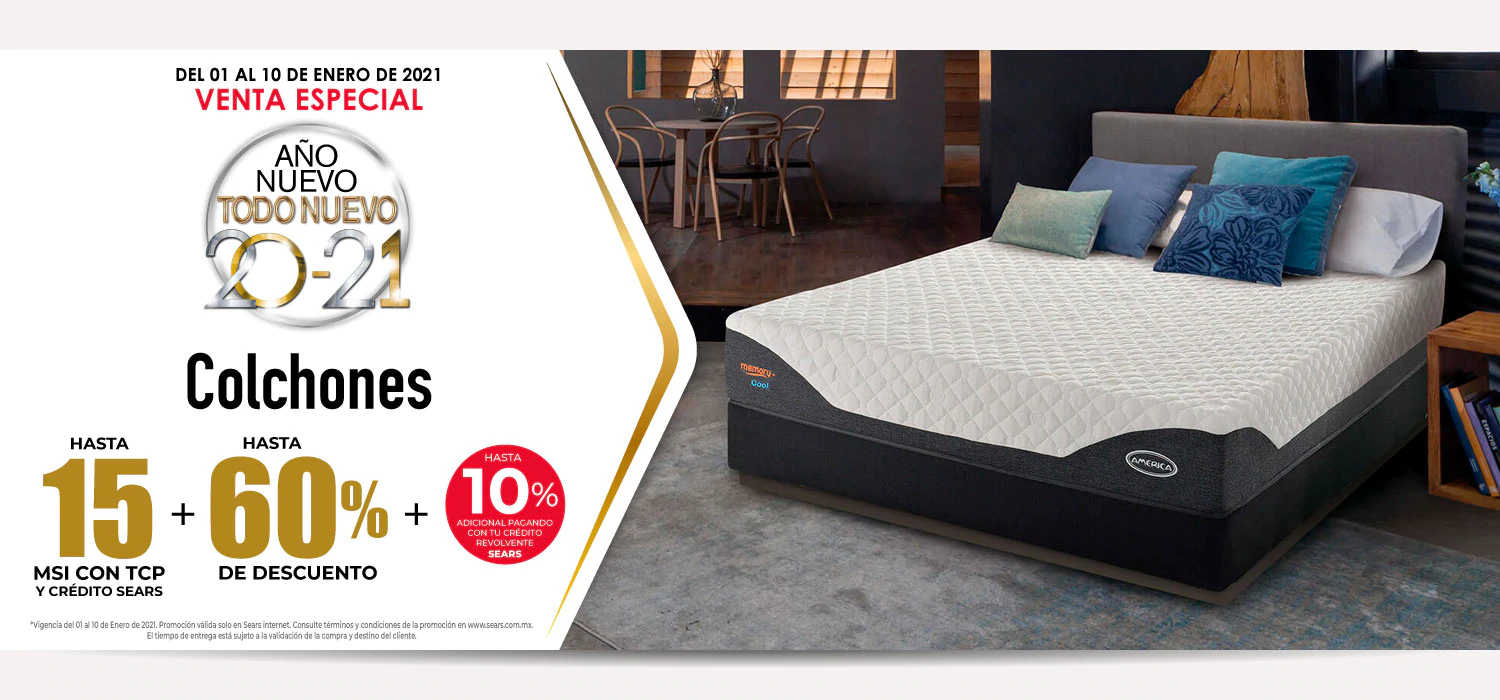 DEL 01 AL 10 DE ENERO DE 2021
VENTA ESPECIAL
AÑO
NUEVO
TODO NUEVO
20-21
Colchones
HASTA
15
MSI CON TCP
Y CRÉDITO SEARS
+
HASTA
60%
DE DESCUENTO
+
HASTA
10%
ADICIONAL PAGANDO
CON TU CRÉDITO
REVOLVENTE
SEARS
*Vigencia del 01 al 10 de Enero de 2021. Promoción válida solo en Sears internet. Consulte términos y condiciones de la promoción en www.sears.com.mx.
El tiempo de entrega está sujeto a la validación de la compra y destino del cliente.
memory-
Cool
AMERICA
ESPACIOS